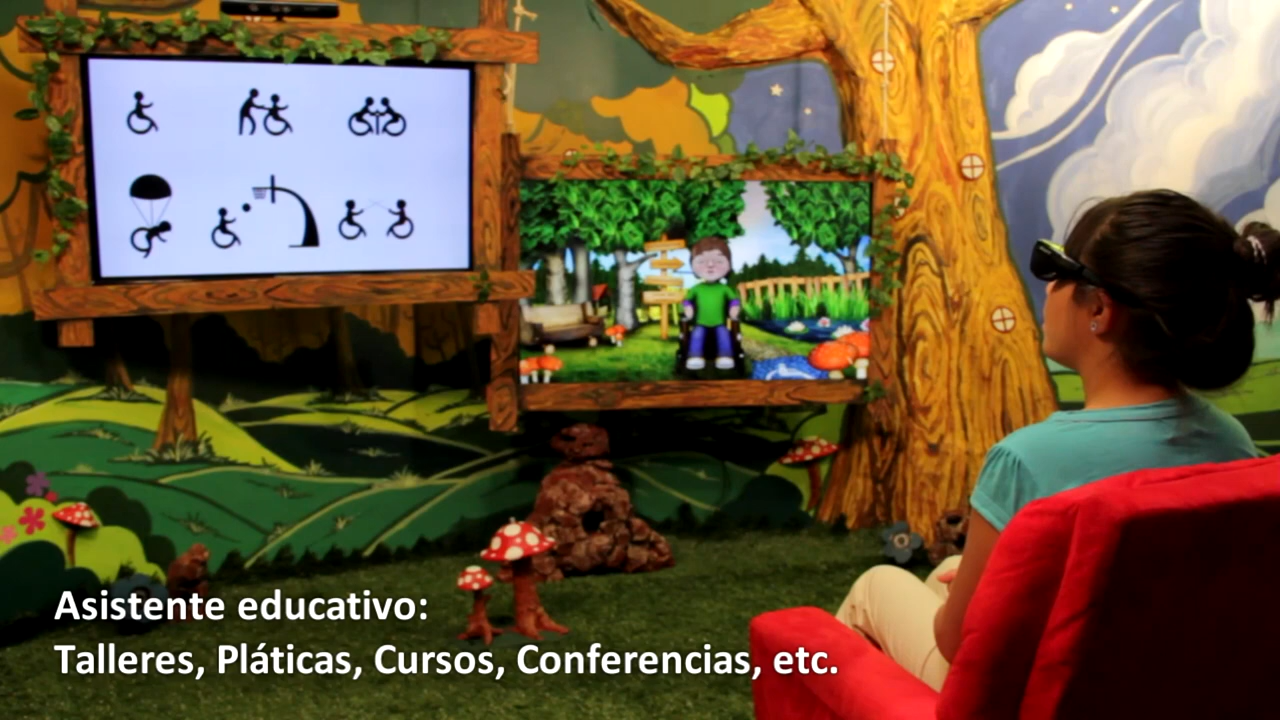 Asistente educativo:
Talleres, Pláticas, Cursos, Conferencias, etc.